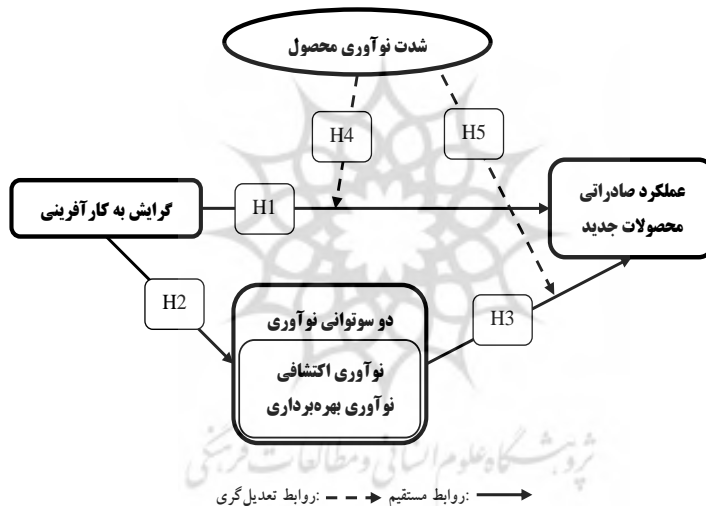 شدت نوآوری محصول
H4
H5
عملکرد صادراتی
محصولات جدید
گرایش به کارآفرینی
H1
H2
H3
دو سوتوانی نوآوری
نوآوری اکتشافی
نوآوری بهره‌برداری
پژوهشگاه علوم انسانی و مطالعات فرهنگی
:روابط مستقیم :روابط تعدیل‌گری